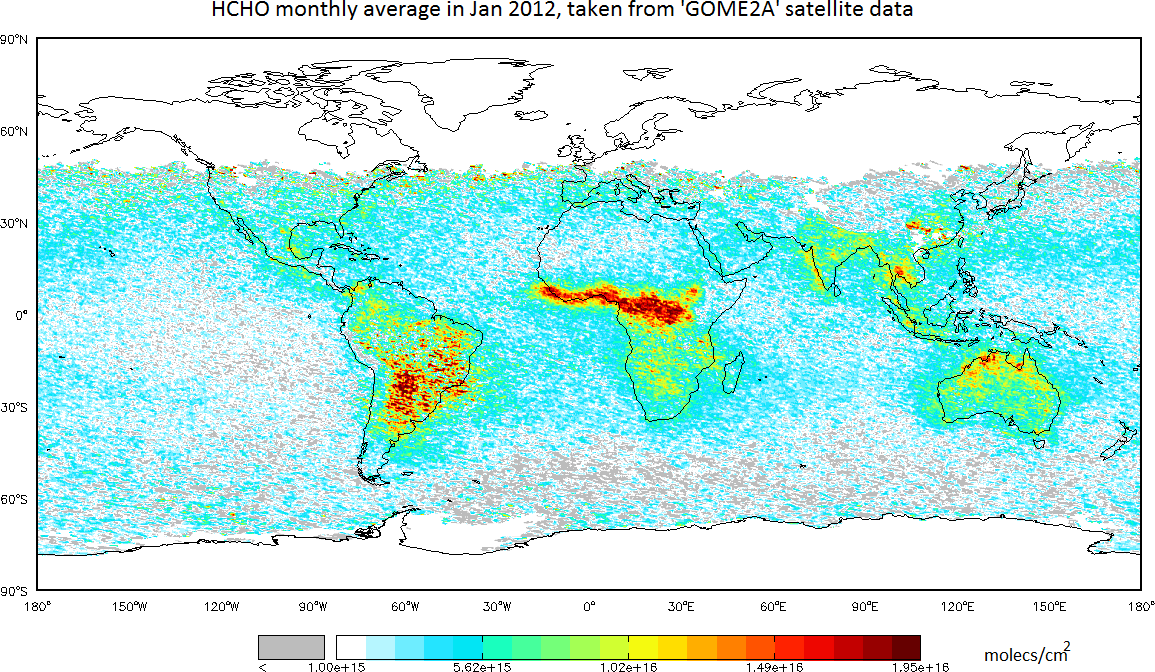 HCHO monthly average in Jan 2012, taken from 'GOME2A' satellite data
90°N
60°N
30°N
0°
30°S
60°S
90°S
180° 150°W 120°W 90°W 60°W 30°W 0° 30°E 60°E 90°E 120°E 150°E 180°
< 1.00e+15 5.62e+15 1.02e+16 1.49e+16 1.95e+16 molecs/cm²